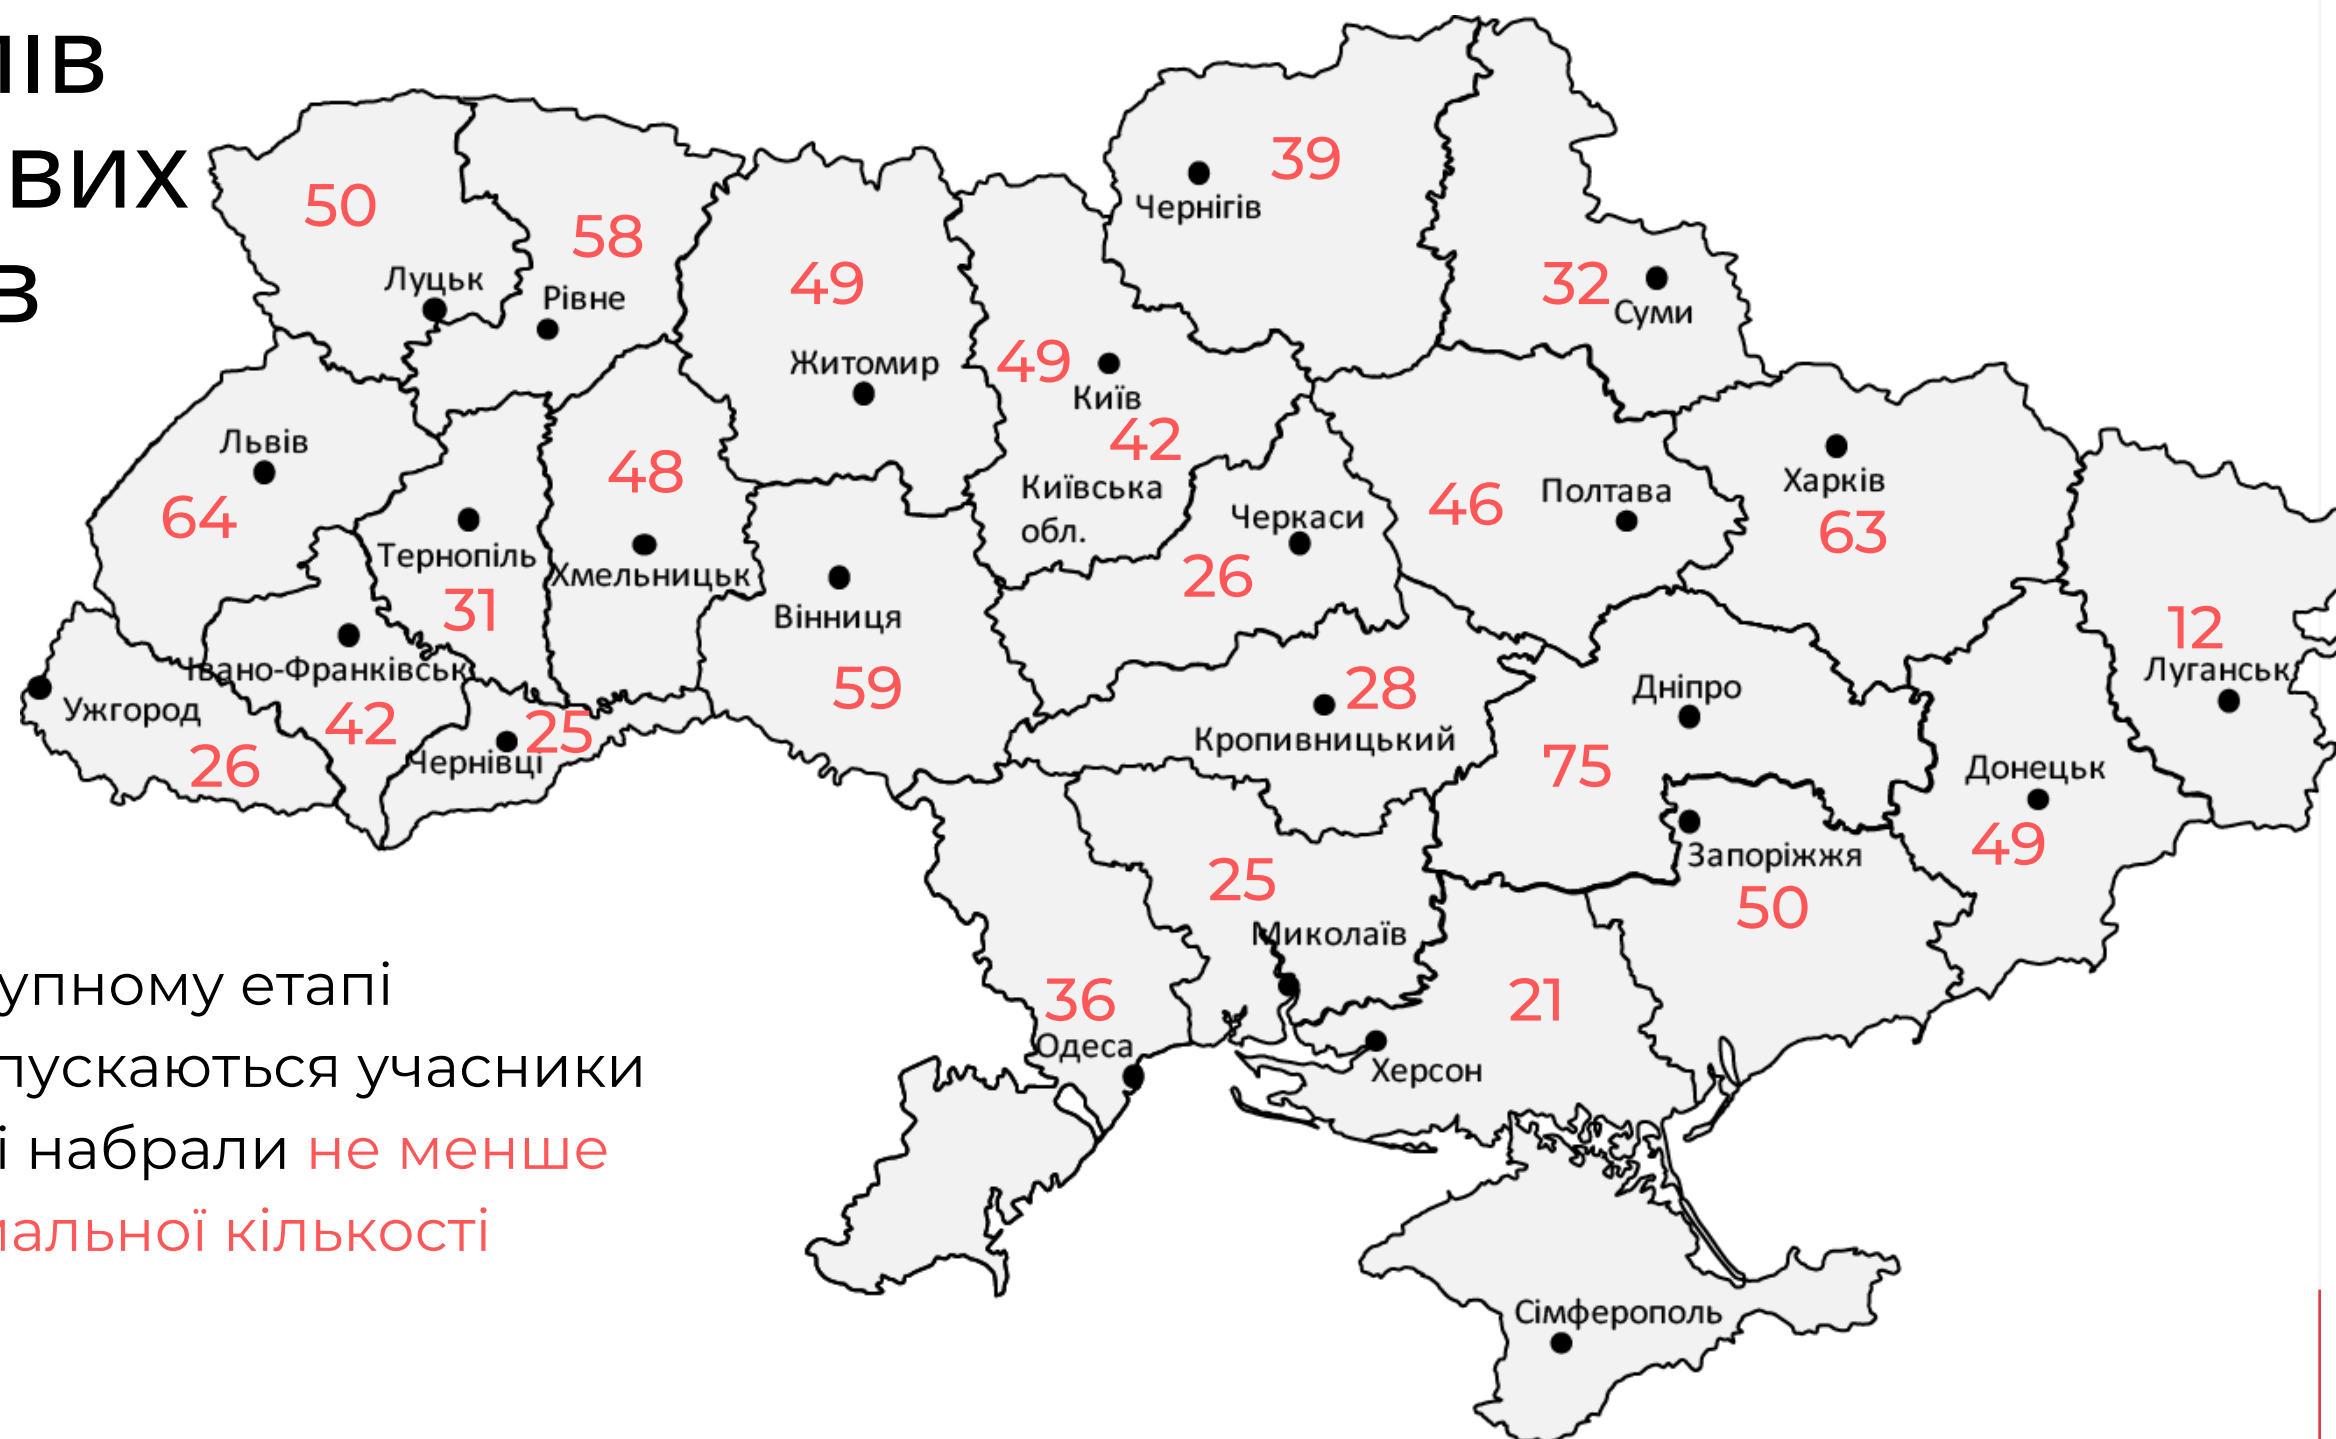 ів
вих
в
39
Чернігів
50
58
Луцьк
Рівне
49
32
Суми
Житомир
49
Київ
42
Львів
64
48
Київська
обл.
Черкаси
26
46
Полтава
Харків
63
Тернопіль
31
Хмельницьк
Вінниця
59
12
Луганськ
Івано-Франківськ
42
Ужгород
26
25
Чернівці
28
Кропивницький
Дніпро
75
Донецьк
49
Запоріжжя
50
25
Миколаїв
36
Одеса
21
Херсон
Сімферополь
упному етапі
пускаються учасники
і набрали не менше
мальної кількості